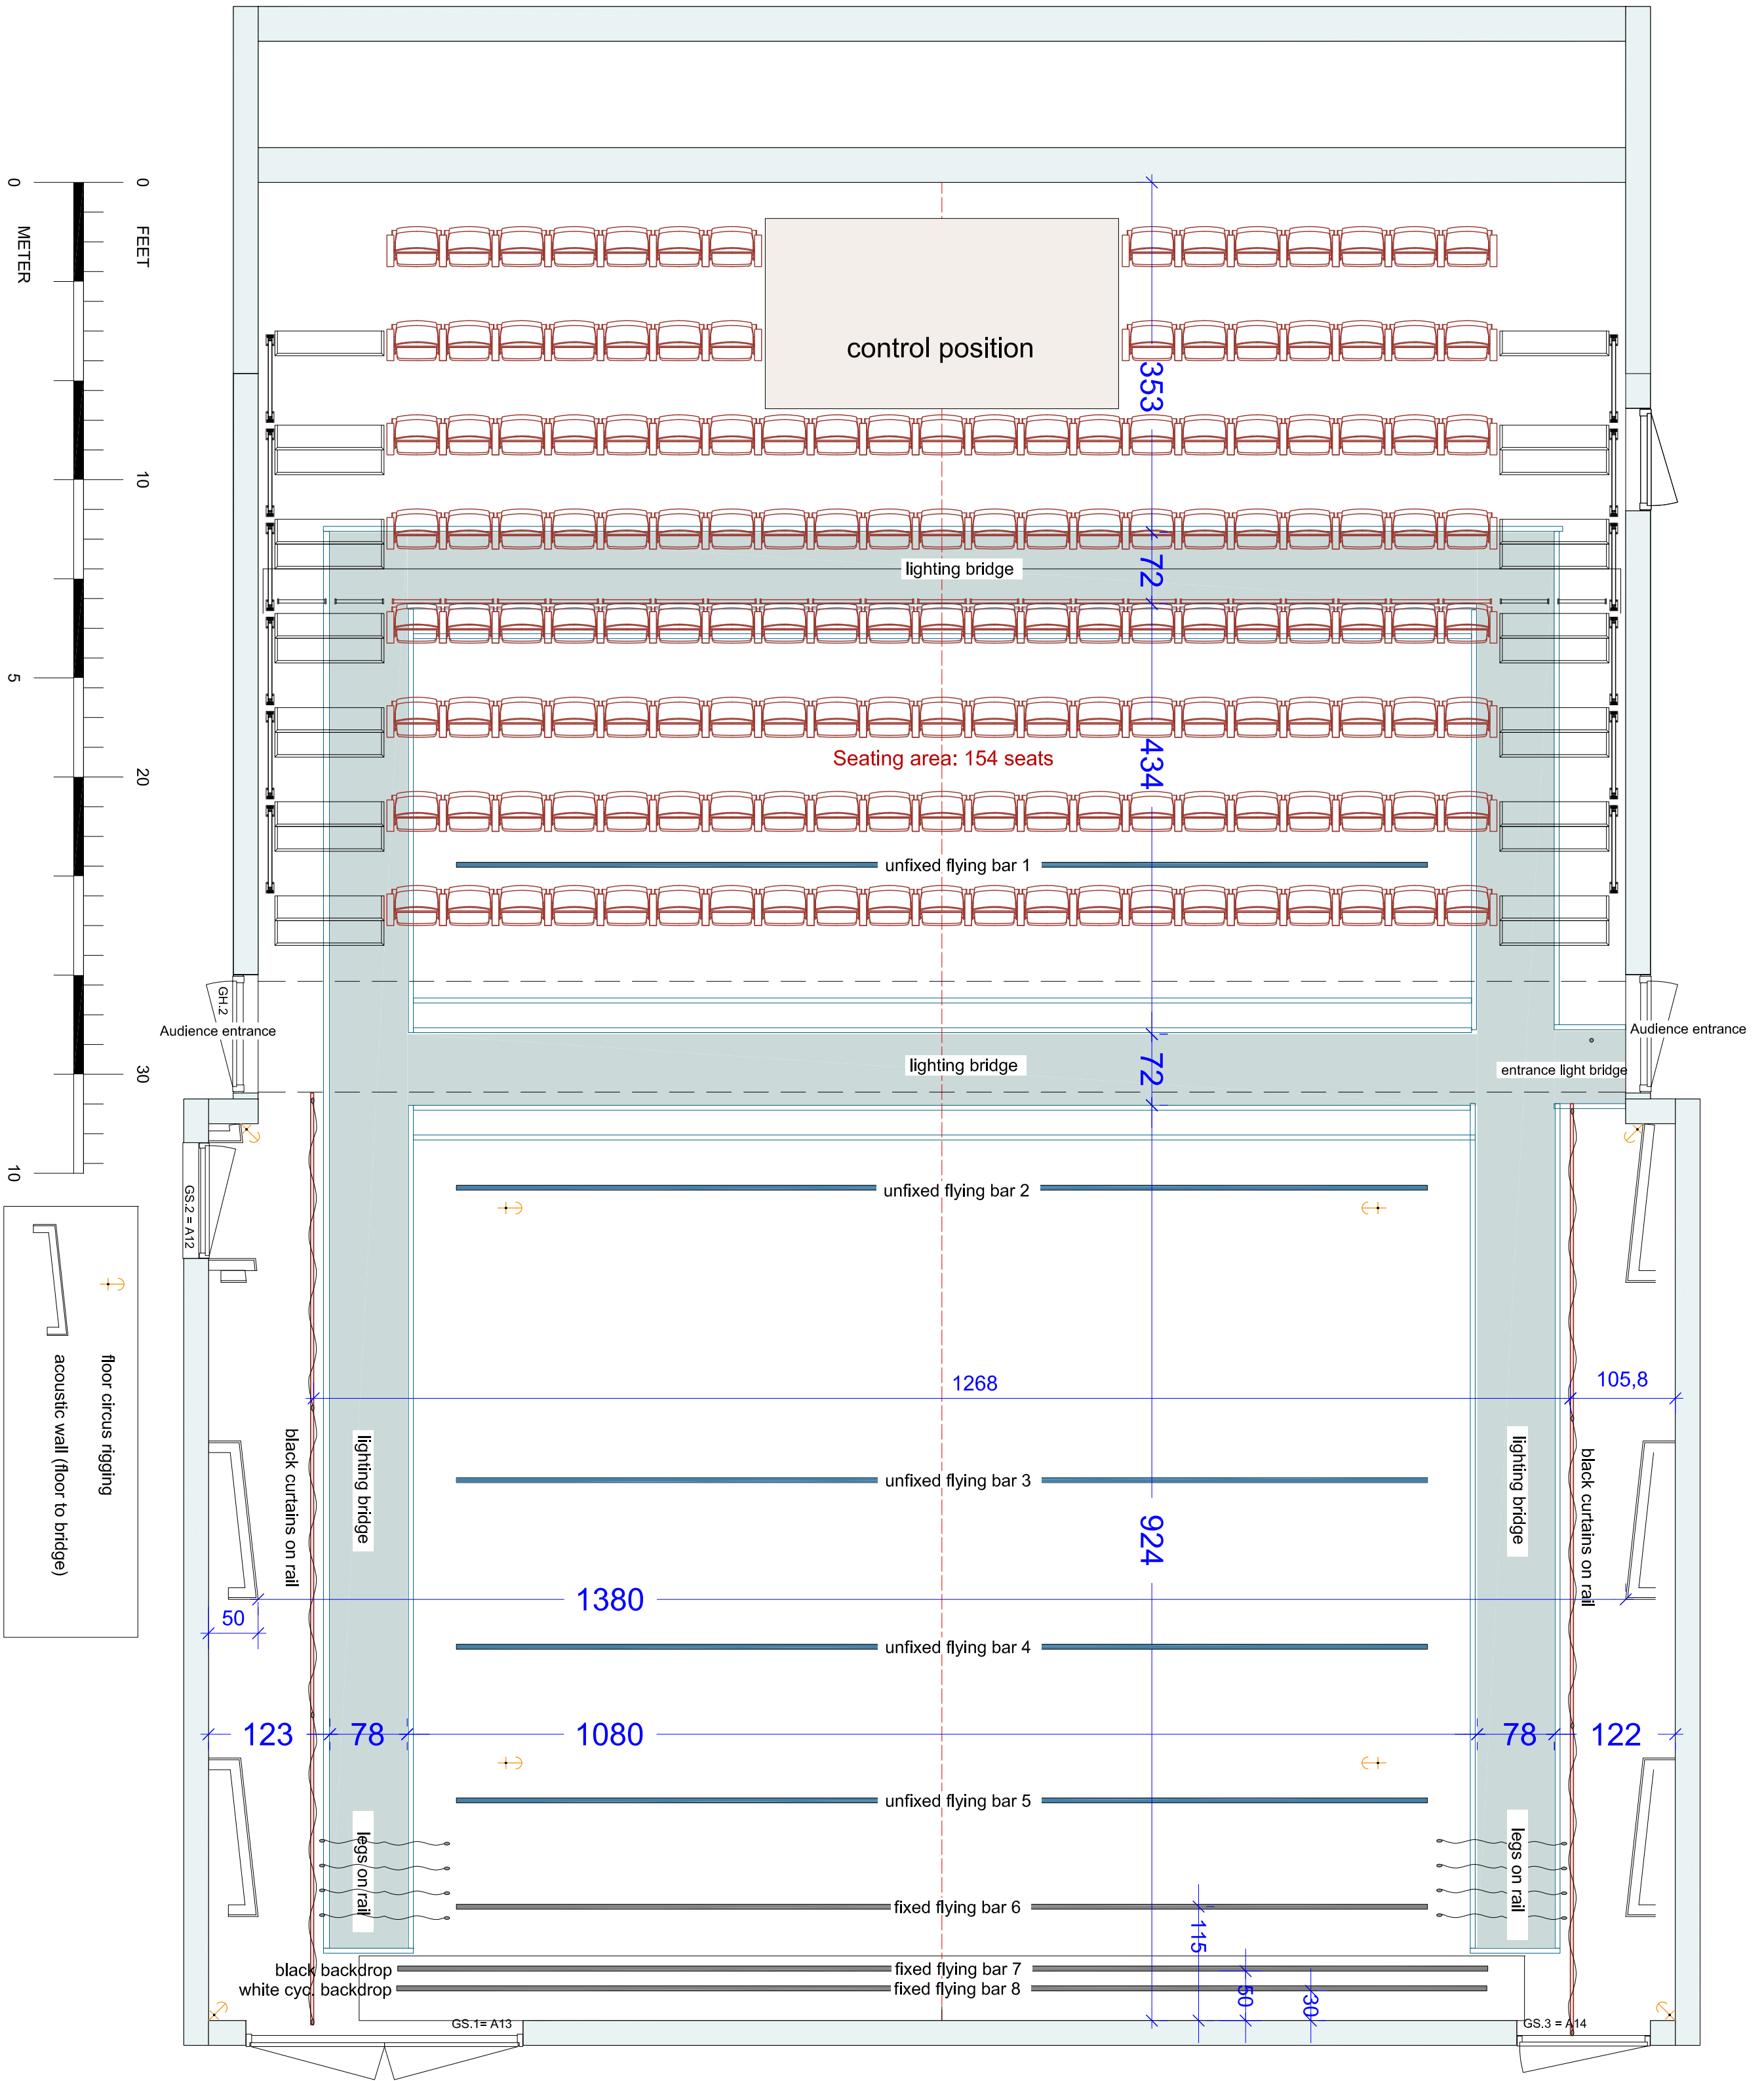 0
FEET
0
METER
10
5
20
30
10
control position
353
lighting bridge
72
Seating area: 154 seats
434
unfixed flying bar 1
GH.2
Audience entrance
Audience entrance
lighting bridge
72
entrance light bridge
GS.2 = A12
unfixed flying bar 2
floor circus rigging
acoustic wall (floor to bridge)
1268
105,8
black curtains on rail
lighting bridge
lighting bridge
black curtains on rail
unfixed flying bar 3
924
1380
50
unfixed flying bar 4
123
78
1080
78
122
unfixed flying bar 5
legs on rail
legs on rail
fixed flying bar 6
115
black backdrop
fixed flying bar 7
white cyc. backdrop
fixed flying bar 8
50
30
GS.1= A13
GS.3 = A14